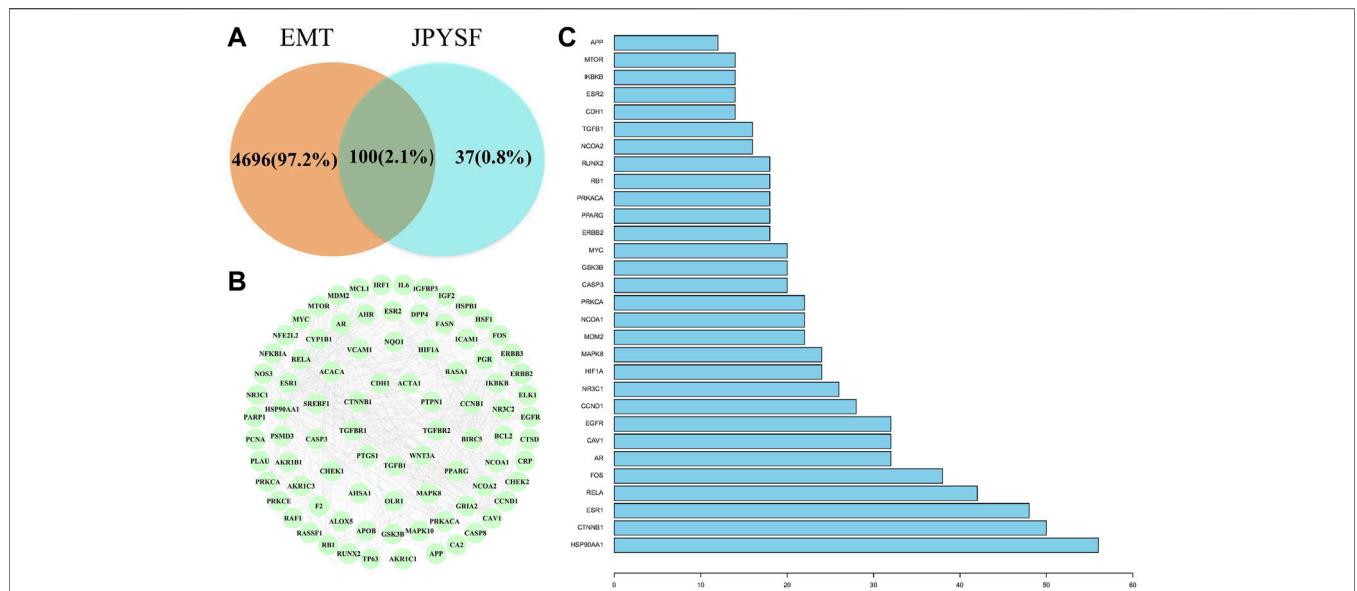 A
EMT JPYSF
4696(97.2%) 100(2.1%) 37(0.8%)
B
MCL1 IRF1 IL6 IGFBP3
MDM2 IGF2
MTOR HSPB1
MYC AR AHR ESR2 DPP4 FASN HSF1
NFE2L2 CYP1B1 VCAM1 NQO1 HIF1A ICAM1 FOS
NFKBIA RELA PGR ERBB3
NOS3 ESR1 ACACA CDH1 ACTA1 RASA1 IKBKB ERBB2
NR3C1 HSP90AA1 SREBF1 CTNNB1 PTPN1 CCNB1 NR3C2 ELK1
PARP1 EGFR
PCNA PSMD3 CASP3 TGFBR1 TGFBR2 BIRC5 BCL2 CTSD
PLAU AKR1B1 PTGS1 TGFB1 WNT3A NCOA1 CRP
PRKCA AKR1C3 CHEK1 PPARG NCOA2 CHEK2
PRKCE F2 AHSA1 OLR1 MAPK8 GRIA2 CCND1
RAF1 ALOX5 APOB GSK3B MAPK10 PRKACA CAV1
RASSF1 CASP8
RB1 CA2
RUNX2 TP63 AKR1C1 APP
C
APP
MTOR
IKBKB
ESR2
CDH1
TGFB1
NCOA2
RUNX2
RB1
PRKACA
PPARG
ERBB2
MYC
GSK3B
CASP3
PRKCA
NCOA1
MDM2
MAPK8
HIF1A
NR3C1
CCND1
EGFR
CAV1
AR
FOS
RELA
ESR1
CTNNB1
HSP90AA1
0 10 20 30 40 50 60